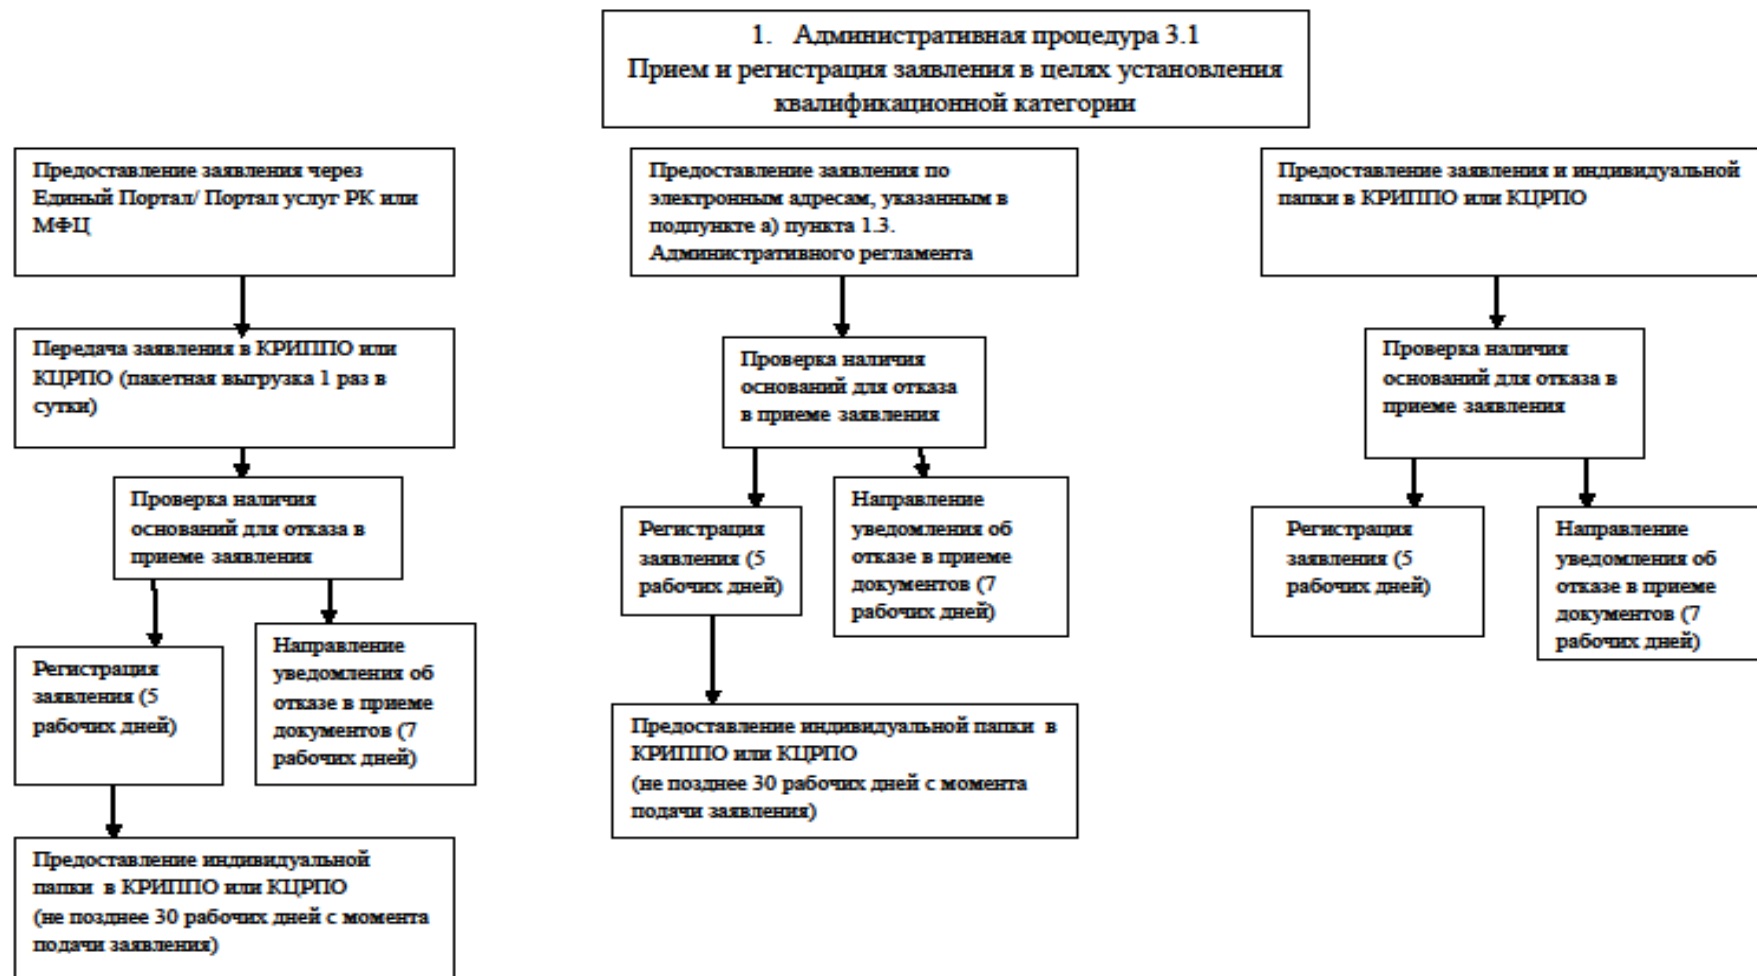 1. Административная процедура 3.1
Прием и регистрация заявления в целях установления
квалификационной категории
Предоставление заявления через
Единый Портал/ Портал услуг РК или
МФЦ
Передача заявления в КРИППО или
КЦРПО (пакетная выгрузка 1 раз в
сутки)
Проверка наличия
оснований для отказа в
приеме заявления
Регистрация
заявления (5
рабочих дней)
Направление
уведомления об
отказе в приеме
документов (7
рабочих дней)
Предоставление индивидуальной
папки в КРИППО или КЦРПО
(не позднее 30 рабочих дней с момента
подачи заявления)
Предоставление заявления по
электронным адресам, указанным в
подпункте а) пункта 1.3.
Административного регламента
Проверка наличия
оснований для отказа
в приеме заявления
Регистрация
заявления (5
рабочих дней)
Направление
уведомления об
отказе в приеме
документов (7
рабочих дней)
Предоставление индивидуальной папки в
КРИППО или КЦРПО
(не позднее 30 рабочих дней с момента
подачи заявления)
Предоставление заявления и индивидуальной
папки в КРИППО или КЦРПО
Проверка наличия
оснований для отказа в
приеме заявления
Регистрация
заявления (5
рабочих дней)
Направление
уведомления об
отказе в приеме
документов (7
рабочих дней)